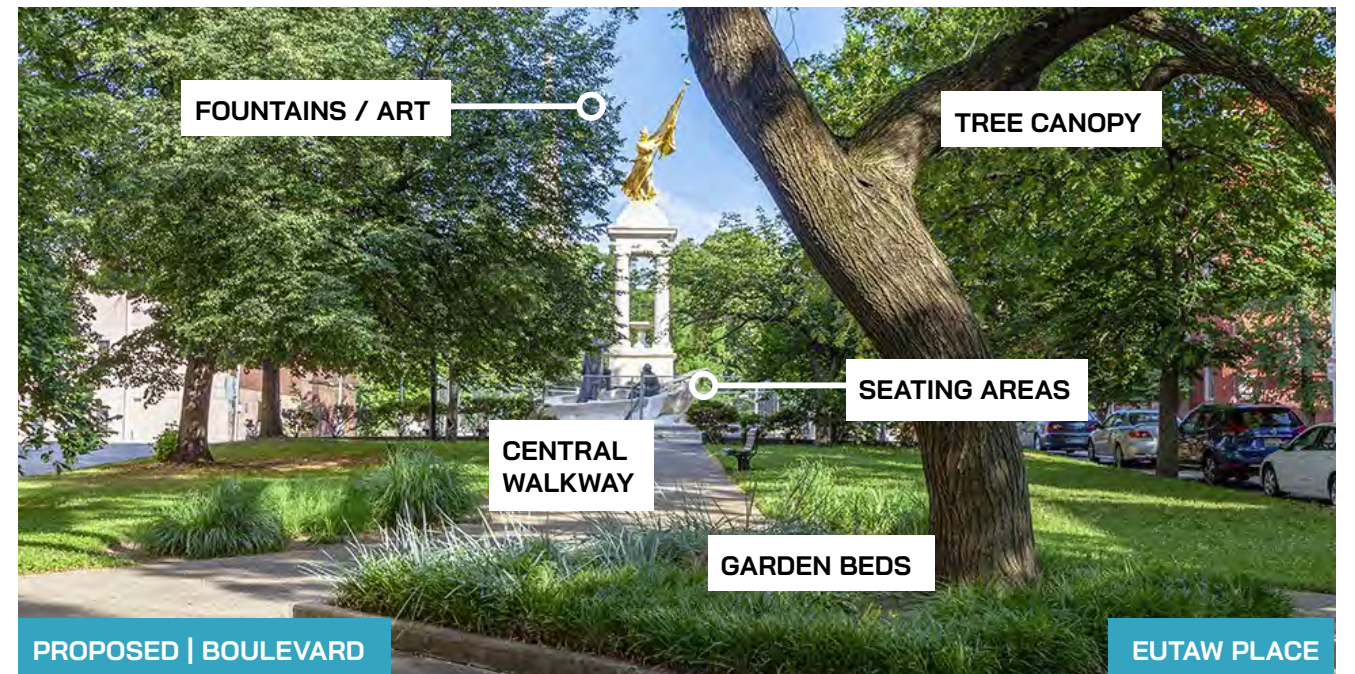 FOUNTAINS / ART
TREE CANOPY
SEATING AREAS
CENTRAL
WALKWAY
GARDEN BEDS
PROPOSED | BOULEVARD
EUTAW PLACE